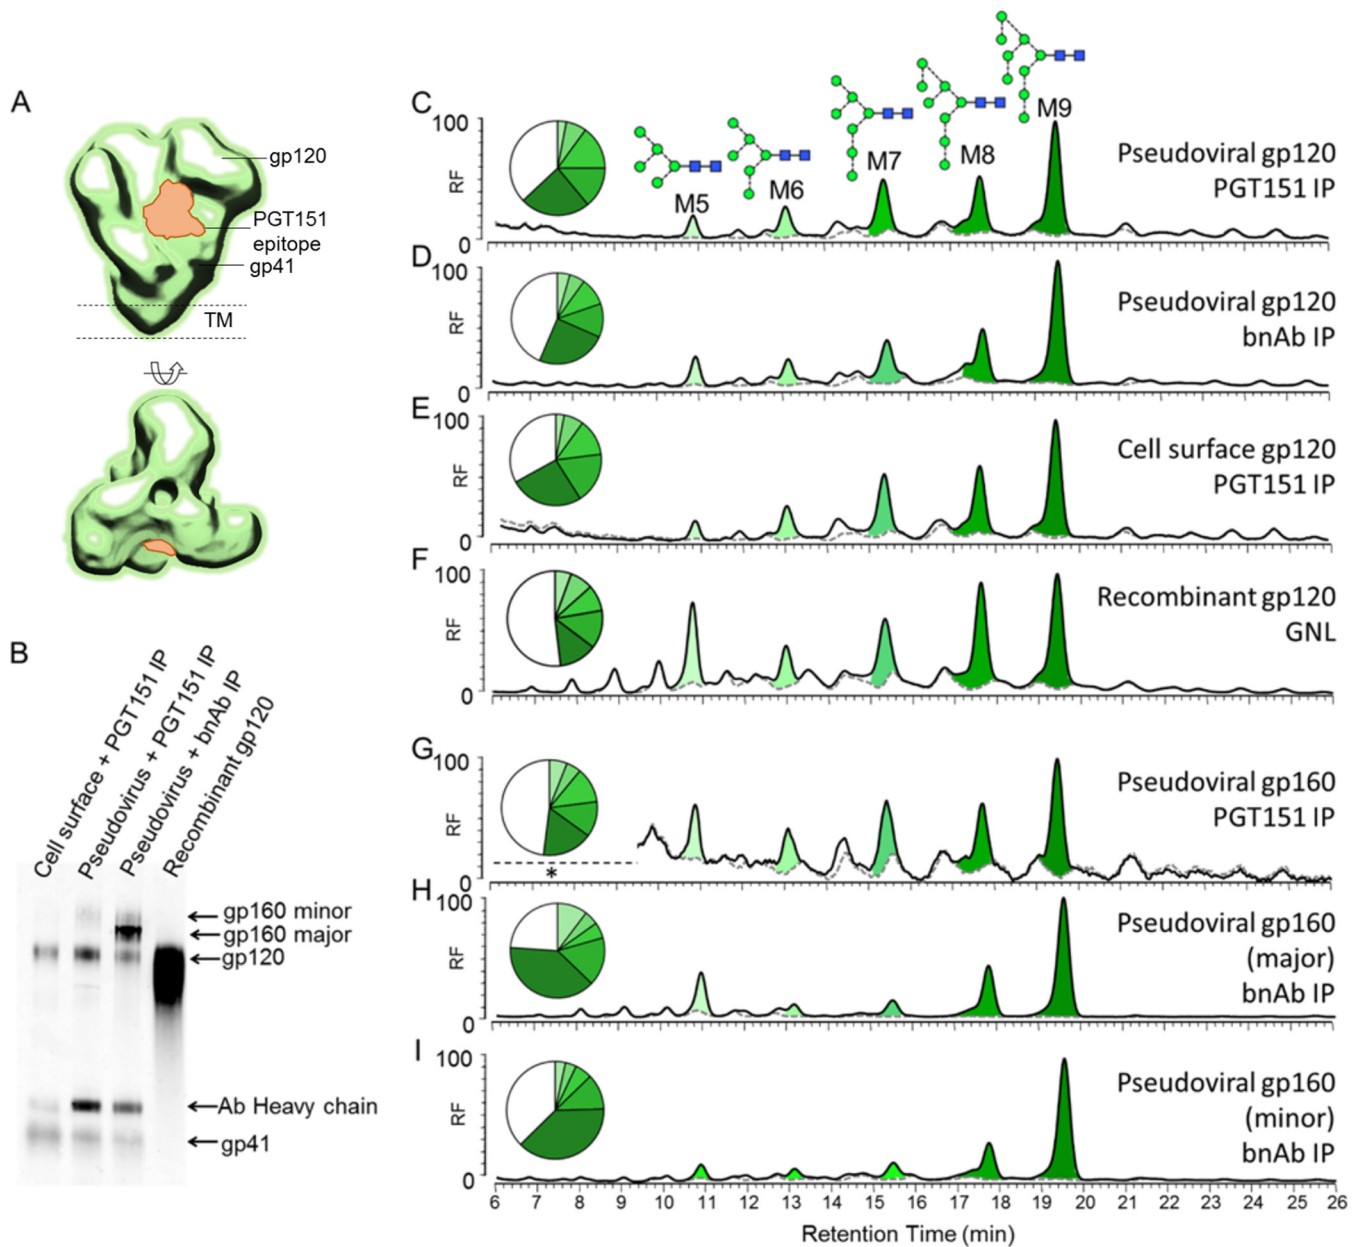 A
gp120
PGT151
epitope
gp41
TM
B
Cell surface + PGT151 IP
Pseudovirus + PGT151 IP
Pseudovirus + bnAb IP
Recombinant gp120
gp160 minor
gp160 major
gp120
Ab Heavy chain
gp41
C
100
RF
0
M5
M6
M7
M8
M9
Pseudoviral gp120
PGT151 IP
D
100
RF
0
Pseudoviral gp120
bnAb IP
E
100
RF
0
Cell surface gp120
PGT151 IP
F
100
RF
0
Recombinant gp120
GNL
G
100
RF
0
*
Pseudoviral gp160
PGT151 IP
H
100
RF
0
Pseudoviral gp160
(major)
bnAb IP
I
100
RF
0
Pseudoviral gp160
(minor)
bnAb IP
6 7 8 9 10 11 12 13 14 15 16 17 18 19 20 21 22 23 24 25 26
Retention Time (min)